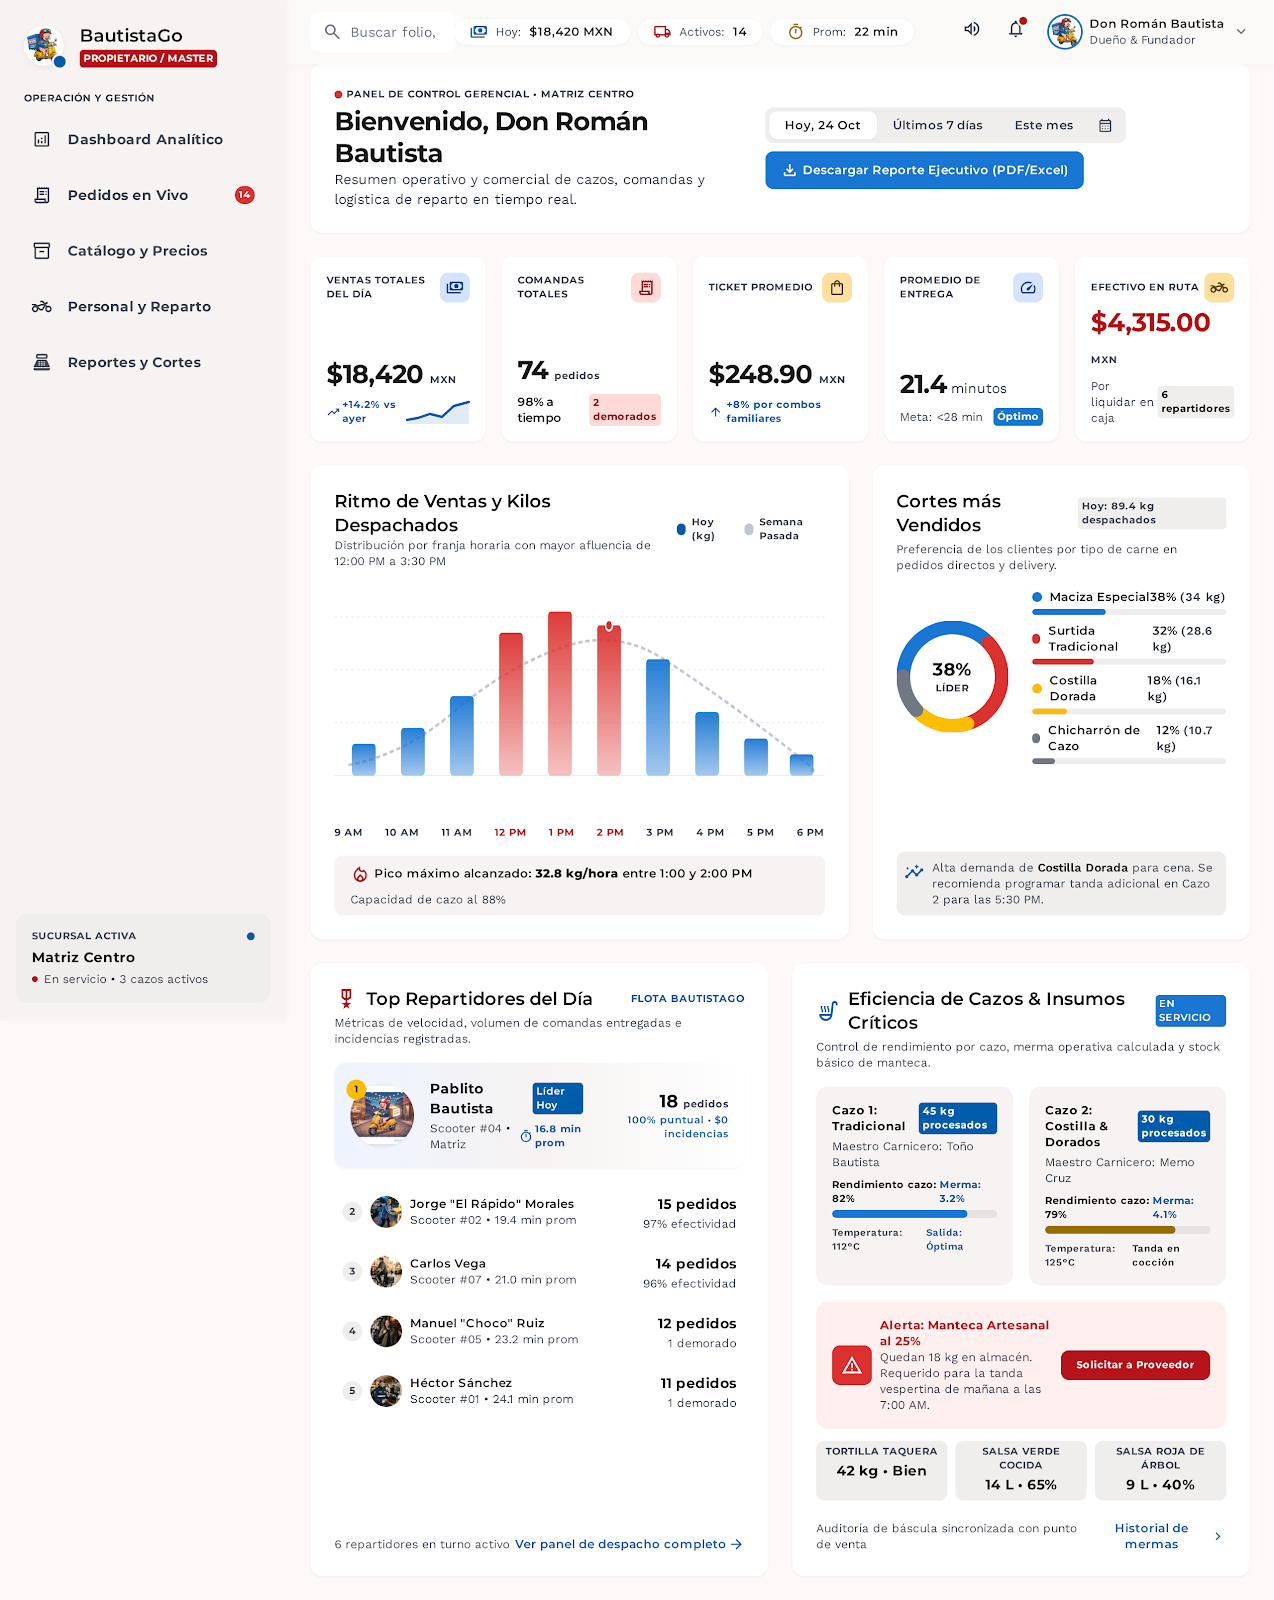 BautistaGo
PROPIETARIO / MASTER
OPERACIÓN Y GESTIÓN
Dashboard Analítico
Pedidos en Vivo
14
Catálogo y Precios
Personal y Reparto
Reportes y Cortes
SUCURSAL ACTIVA
Matriz Centro
En servicio • 3 cazos activos
Buscar folio,
Hoy: $18,420 MXN
Activos: 14
Prom: 22 min
Don Román Bautista
Dueño & Fundador
PANEL DE CONTROL GERENCIAL • MATRIZ CENTRO
Bienvenido, Don Román
Bautista
Resumen operativo y comercial de cazos, comandas y
logística de reparto en tiempo real.
Hoy, 24 Oct
Últimos 7 días
Este mes
Descargar Reporte Ejecutivo (PDF/Excel)
VENTAS TOTALES
DEL DÍA
$18,420 MXN
+14.2% vs
ayer
COMANDAS
TOTALES
74 pedidos
98% a
tiempo
2
demorados
TICKET PROMEDIO
$248.90 MXN
+8% por combos
familiares
PROMEDIO DE
ENTREGA
21.4 minutos
Meta: <28 min
Óptimo
EFECTIVO EN RUTA
$4,315.00
MXN
Por
liquidar en
caja
6
repartidores
Ritmo de Ventas y Kilos
Despachados
Distribución por franja horaria con mayor afluencia de
12:00 PM a 3:30 PM
Hoy
(kg)
Semana
Pasada
9 AM
10 AM
11 AM
12 PM
1 PM
2 PM
3 PM
4 PM
5 PM
6 PM
Pico máximo alcanzado: 32.8 kg/hora entre 1:00 y 2:00 PM
Capacidad de cazo al 88%
Cortes más
Vendidos
Hoy: 89.4 kg
despachados
Preferencia de los clientes por tipo de carne en
pedidos directos y delivery.
38%
LÍDER
Maciza Especial38% (34 kg)
Surtida
Tradicional
32% (28.6
kg)
Costilla
Dorada
18% (16.1
kg)
Chicharrón de
Cazo
12% (10.7
kg)
Alta demanda de Costilla Dorada para cena. Se
recomienda programar tanda adicional en Cazo
2 para las 5:30 PM.
Top Repartidores del Día
FLOTA BAUTISTAGO
Métricas de velocidad, volumen de comandas entregadas e
incidencias registradas.
1
Pablito
Bautista
Líder
Hoy
Scooter #04 •
Matriz
16.8 min
prom
18 pedidos
100% puntual • $0
incidencias
2
Jorge "El Rápido" Morales
Scooter #02 • 19.4 min prom
15 pedidos
97% efectividad
3
Carlos Vega
Scooter #07 • 21.0 min prom
14 pedidos
96% efectividad
4
Manuel "Choco" Ruiz
Scooter #05 • 23.2 min prom
12 pedidos
1 demorado
5
Héctor Sánchez
Scooter #01 • 24.1 min prom
11 pedidos
1 demorado
6 repartidores en turno activo
Ver panel de despacho completo
Eficiencia de Cazos & Insumos
Críticos
EN
SERVICIO
Control de rendimiento por cazo, merma operativa calculada y stock
básico de manteca.
Cazo 1:
Tradicional
45 kg
procesados
Maestro Carnicero: Toño
Bautista
Rendimiento cazo:
82%
Merma:
3.2%
Temperatura:
112°C
Salida:
Óptima
Cazo 2:
Costilla &
Dorados
30 kg
procesados
Maestro Carnicero: Memo
Cruz
Rendimiento cazo:
79%
Merma:
4.1%
Temperatura:
125°C
Tanda en
cocción
Alerta: Manteca Artesanal
al 25%
Quedan 18 kg en almacén.
Requerido para la tanda
vespertina de mañana a las
7:00 AM.
Solicitar a Proveedor
TORTILLA TAQUERA
42 kg • Bien
SALSA VERDE
COCIDA
14 L • 65%
SALSA ROJA DE
ÁRBOL
9 L • 40%
Auditoría de báscula sincronizada con punto
de venta
Historial de
mermas